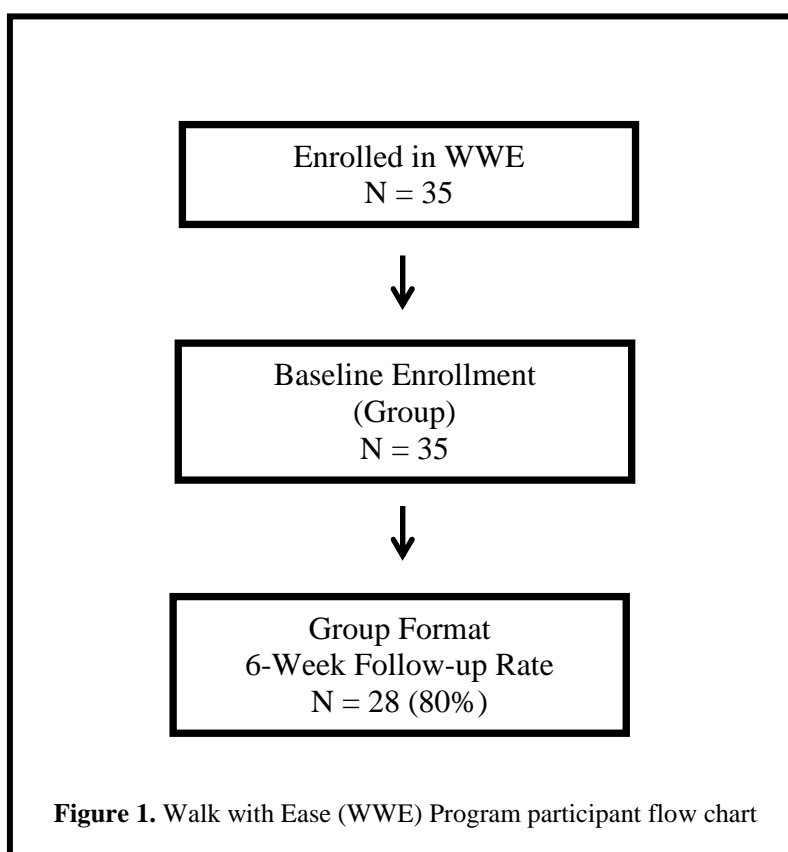 Enrolled in WWE
N = 35
Baseline Enrollment
(Group)
N = 35
Group Format
6-Week Follow-up Rate
N = 28 (80%)
Figure 1. Walk with Ease (WWE) Program participant flow chart